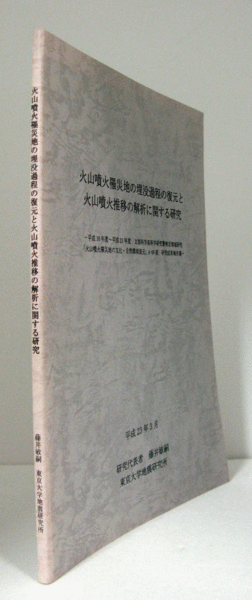 火山噴火罹災地の埋没過程の復元と
火山噴火推移の解析に関する研究
平成23年3月
研究代表者 藤井敏嗣
東京大学地震研究所
火山噴火罹災地の埋没過程の復元と火山噴火推移の解析に関する研究
藤井敏嗣 東京大学地震研究所